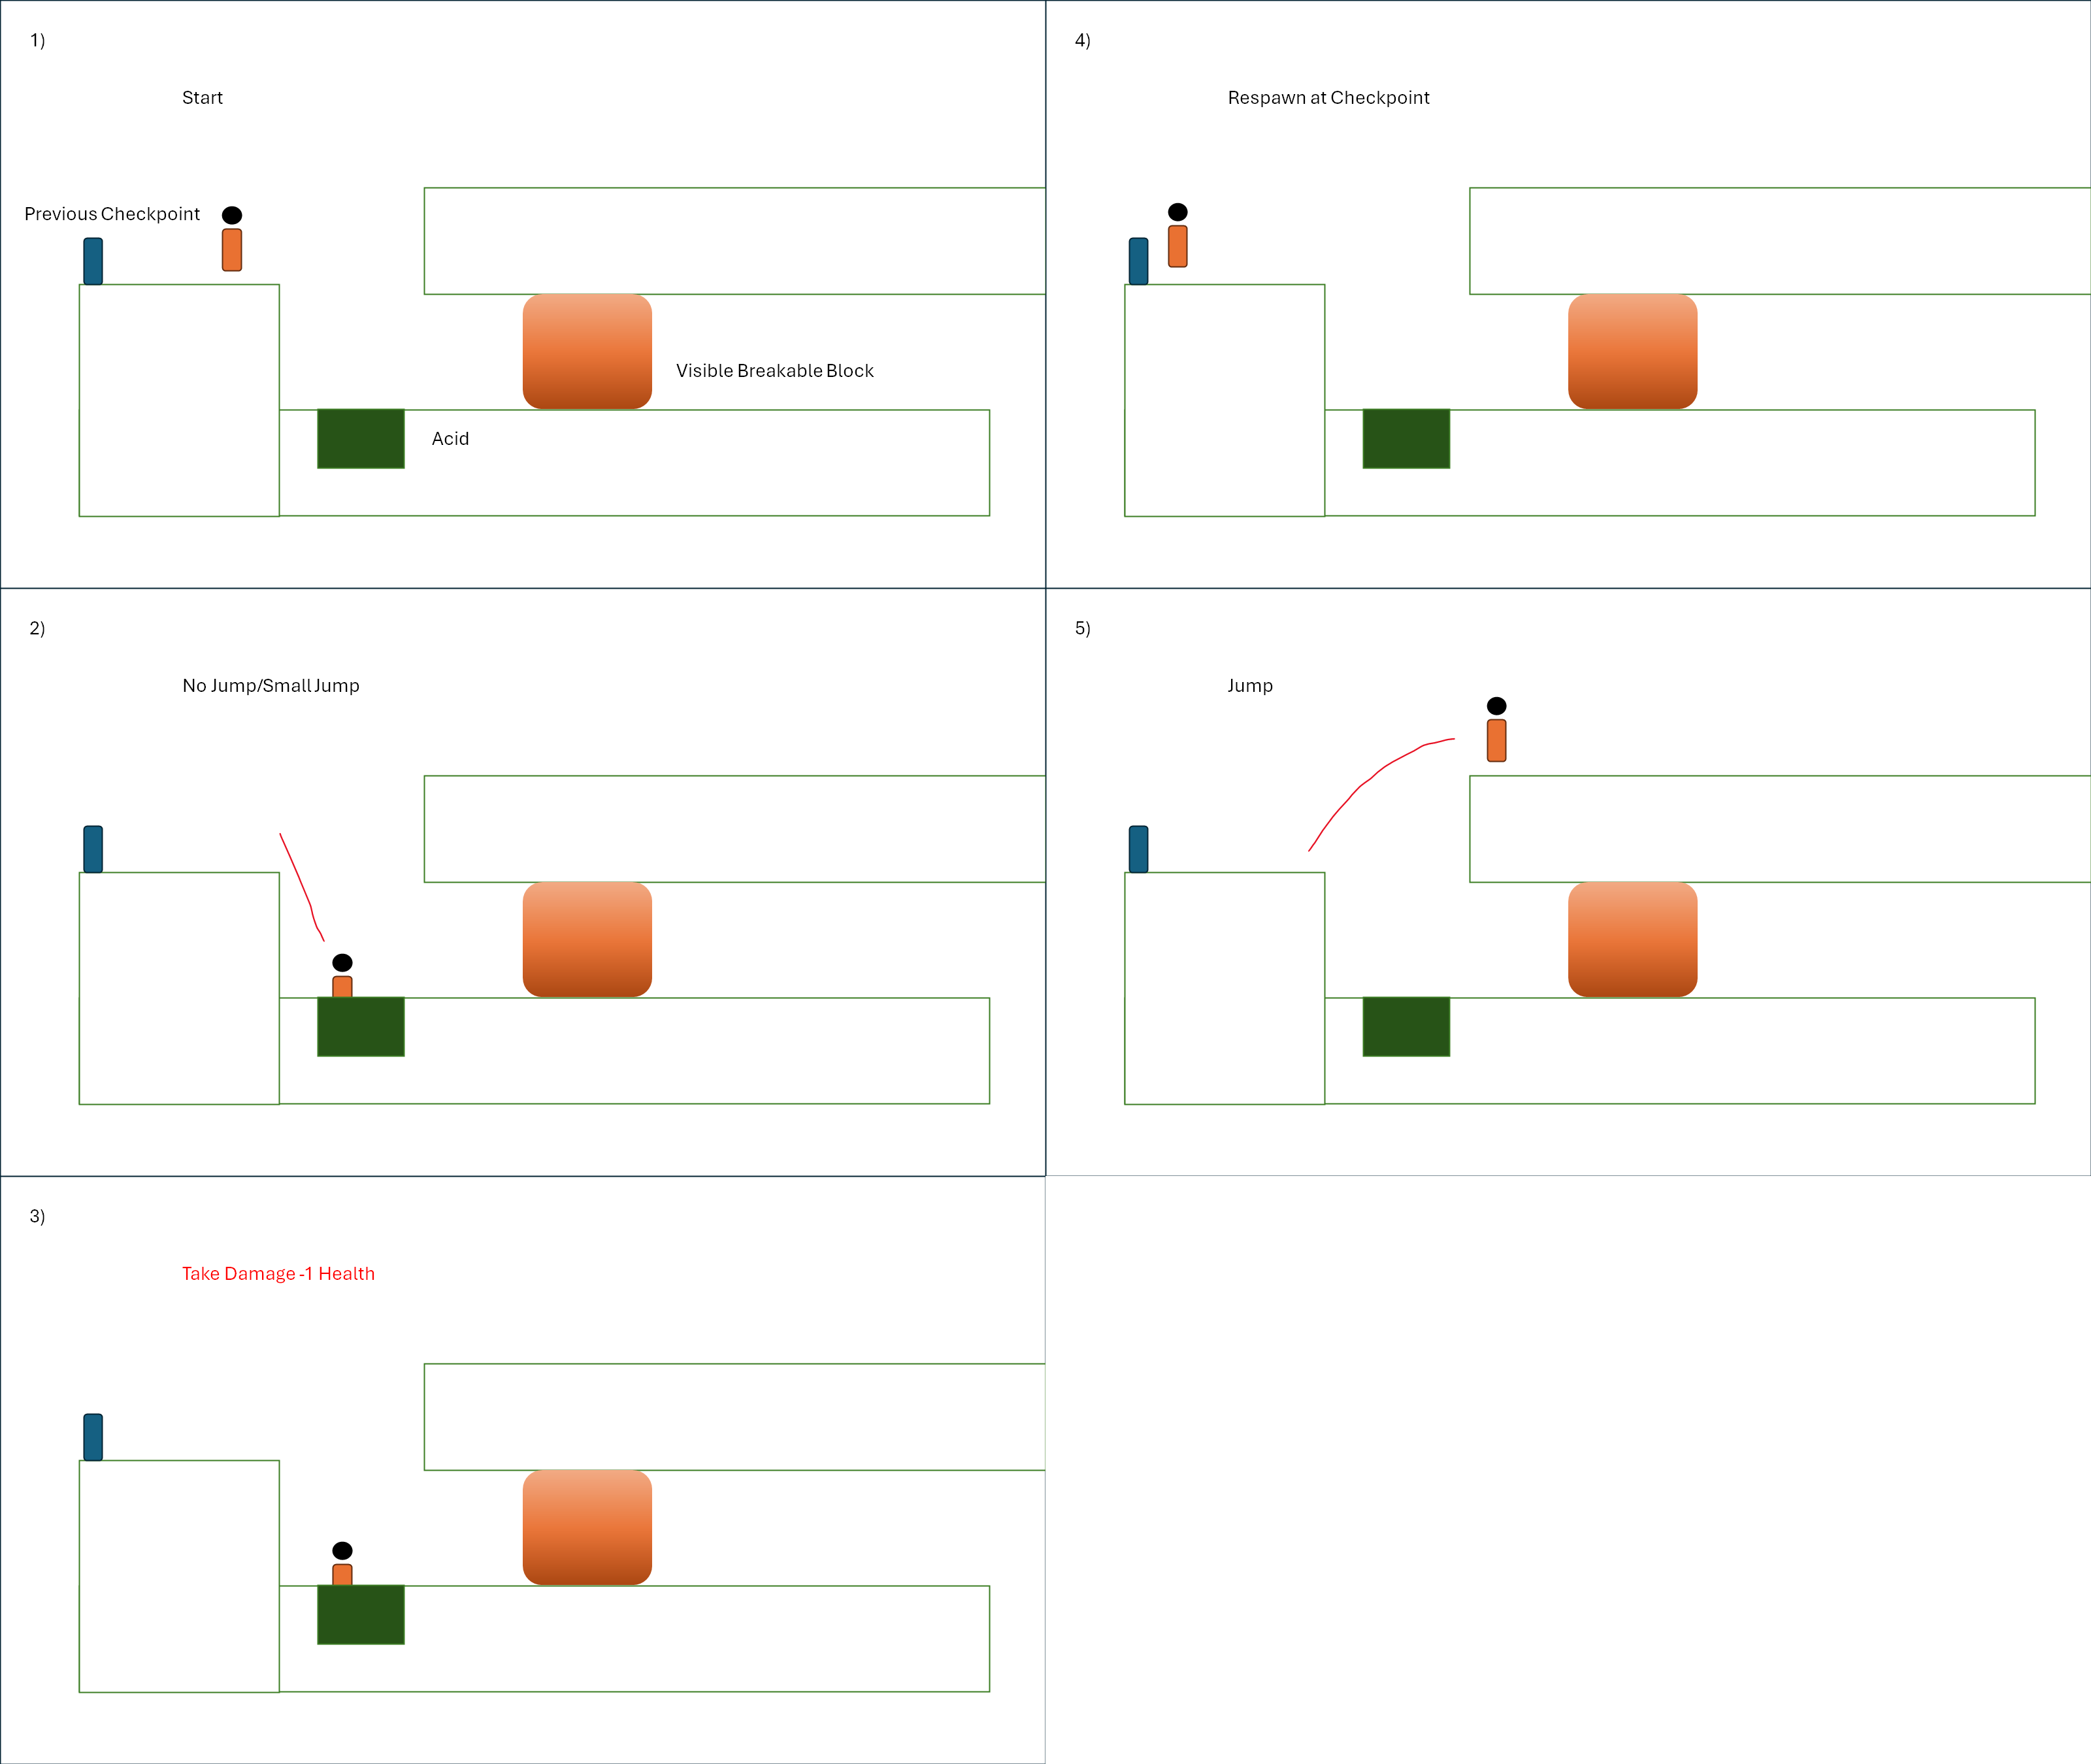 1)
Start
Previous Checkpoint
Visible Breakable Block
Acid
2)
No Jump/Small Jump
3)
Take Damage -1 Health
4)
Respawn at Checkpoint
5)
Jump